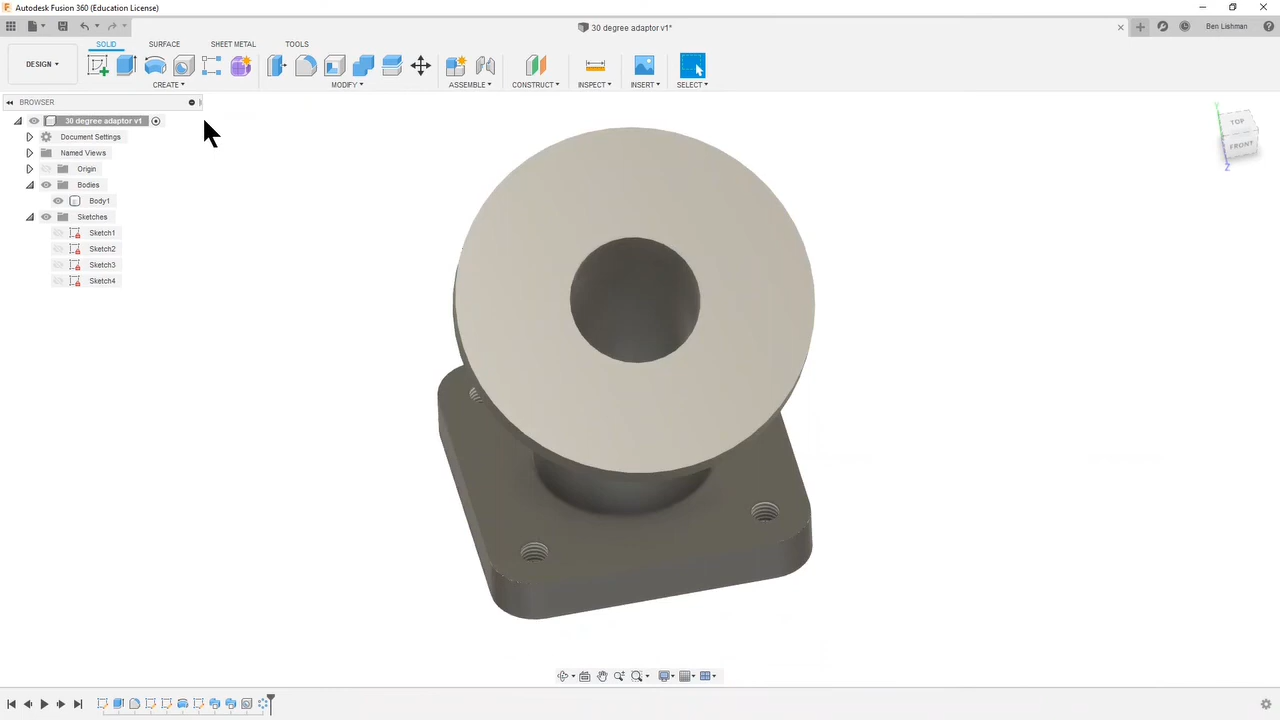 Autodesk Fusion 360 (Education License)
30 degree adaptor v1*
Ben Lishman
DESIGN
SOLID
SURFACE
SHEET METAL
TOOLS
CREATE
MODIFY
ASSEMBLE
CONSTRUCT
INSPECT
INSERT
SELECT
BROWSER
30 degree adaptor v1
Document Settings
Named Views
Origin
Bodies
Body1
Sketches
Sketch1
Sketch2
Sketch3
Sketch4
Y
TOP
FRONT
Z